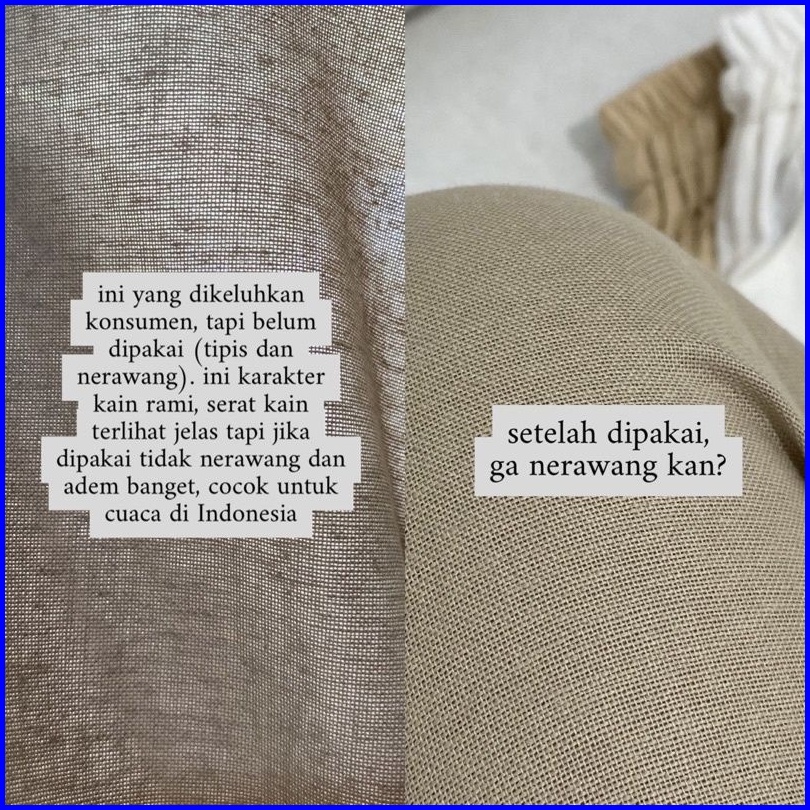 ini yang dikeluhkan
konsumen, tapi belum
dipakai (tipis dan
nerawang). ini karakter
kain rami, serat kain
terlihat jelas tapi jika
dipakai tidak nerawang dan
adem banget, cocok untuk
cuaca di Indonesia
setelah dipakai,
ga nerawang kan?